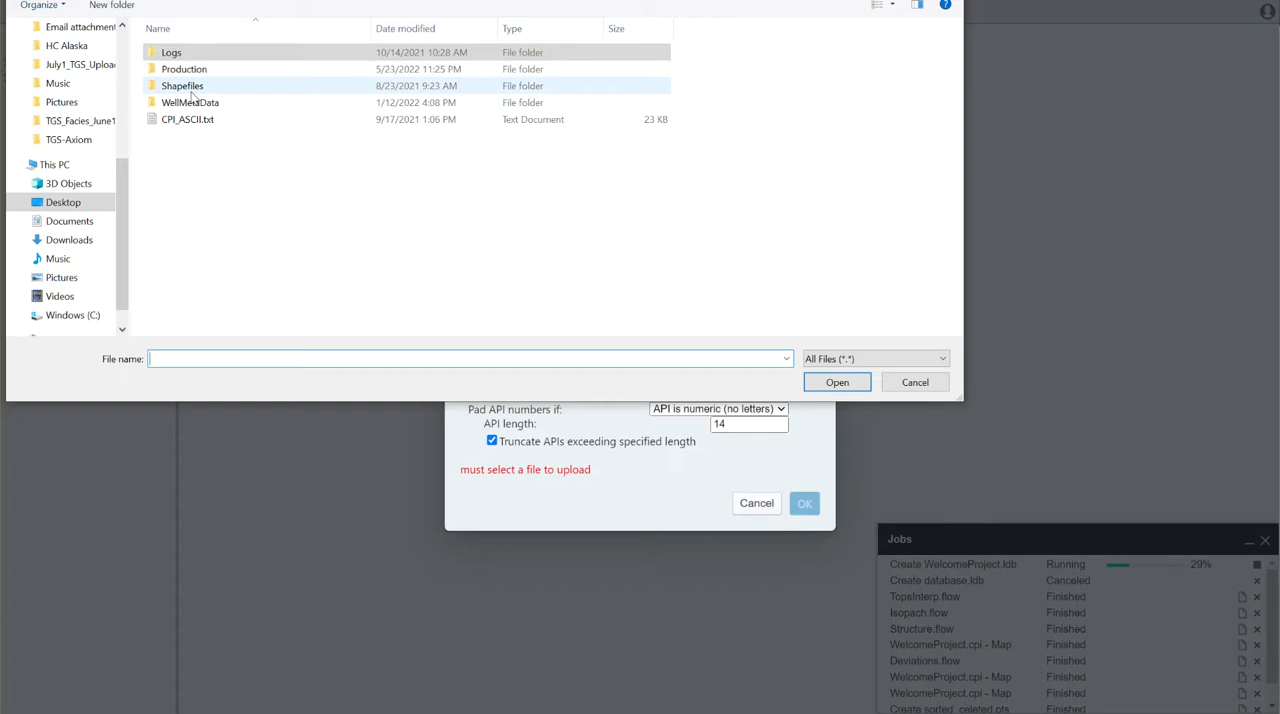 Organize New folder
Name Date modified Type Size
Email attachment
HC Alaska
July1_TGS_Uploa
Music
Pictures
TGS_Facies_June1
TGS-Axiom
This PC
3D Objects
Desktop
Documents
Downloads
Music
Pictures
Videos
Windows (C:)
Logs 10/14/2021 10:28 AM File folder
Production 5/23/2022 11:25 PM File folder
Shapefiles 8/23/2021 9:23 AM File folder
WellMetaData 1/12/2022 4:08 PM File folder
CPI_ASCII.txt 9/17/2021 1:06 PM Text Document 23 KB
File name: All Files (*.*)
Open Cancel
Pad API numbers if: API is numeric (no letters)
API length: 14
Truncate APIs exceeding specified length
must select a file to upload
Cancel OK
Jobs
Create WelcomeProject.ldb Running 29%
Create database.ldb Canceled
TopsInterp.flow Finished
Isopach.flow Finished
Structure.flow Finished
WelcomeProject.cpi - Map Finished
Deviations.flow Finished
WelcomeProject.cpi - Map Finished
WelcomeProject.cpi - Map Finished
Create sorted_celeted.pts Finished